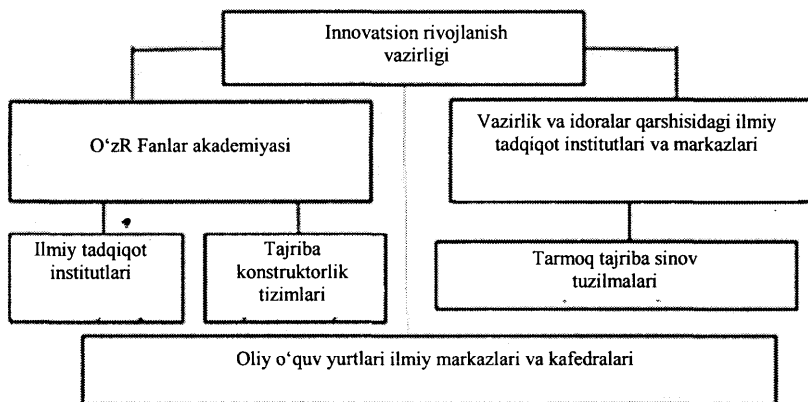 Innovatsion rivojlanish
vazirligi
O‘zR Fanlar akademiyasi
Vazirlik va idoralar qarshisidagi ilmiy
tadqiqot institutlari va markazlari
Ilmiy tadqiqot
institutlari
Tajriba
konstruktorlik
tizimlari
Tarmoq tajriba sinov
tuzilmalari
Oliy o‘quv yurtlari ilmiy markazlari va kafedralari